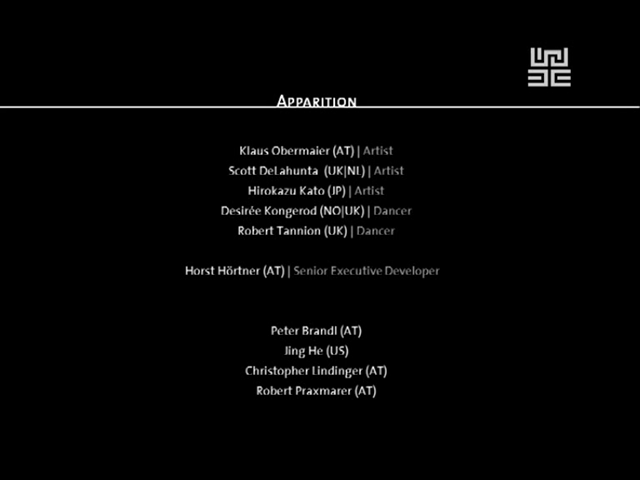 Apparition
Klaus Obermaier (AT) | Artist
Scott DeLahunta (UK|NL) | Artist
Hirokazu Kato (JP) | Artist
Desirée Kongerod (NO|UK) | Dancer
Robert Tannion (UK) | Dancer
Horst Hörtner (AT) | Senior Executive Developer
Peter Brandl (AT)
Jing He (US)
Christopher Lindinger (AT)
Robert Praxmarer (AT)